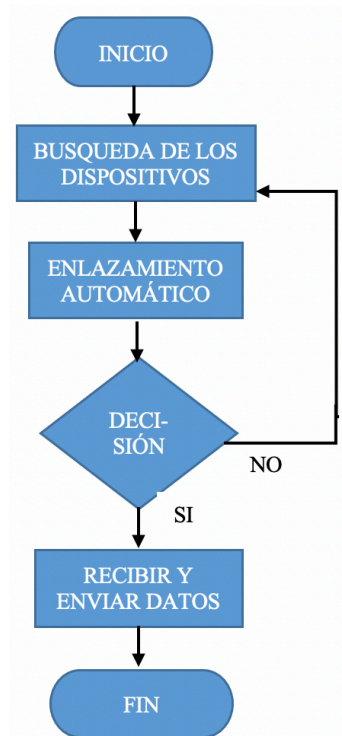 INICIO
BUSQUEDA DE LOS
DISPOSITIVOS
ENLAZAMIENTO
AUTOMÁTICO
DECI-
SIÓN
NO
SI
RECIBIR Y
ENVIAR DATOS
FIN